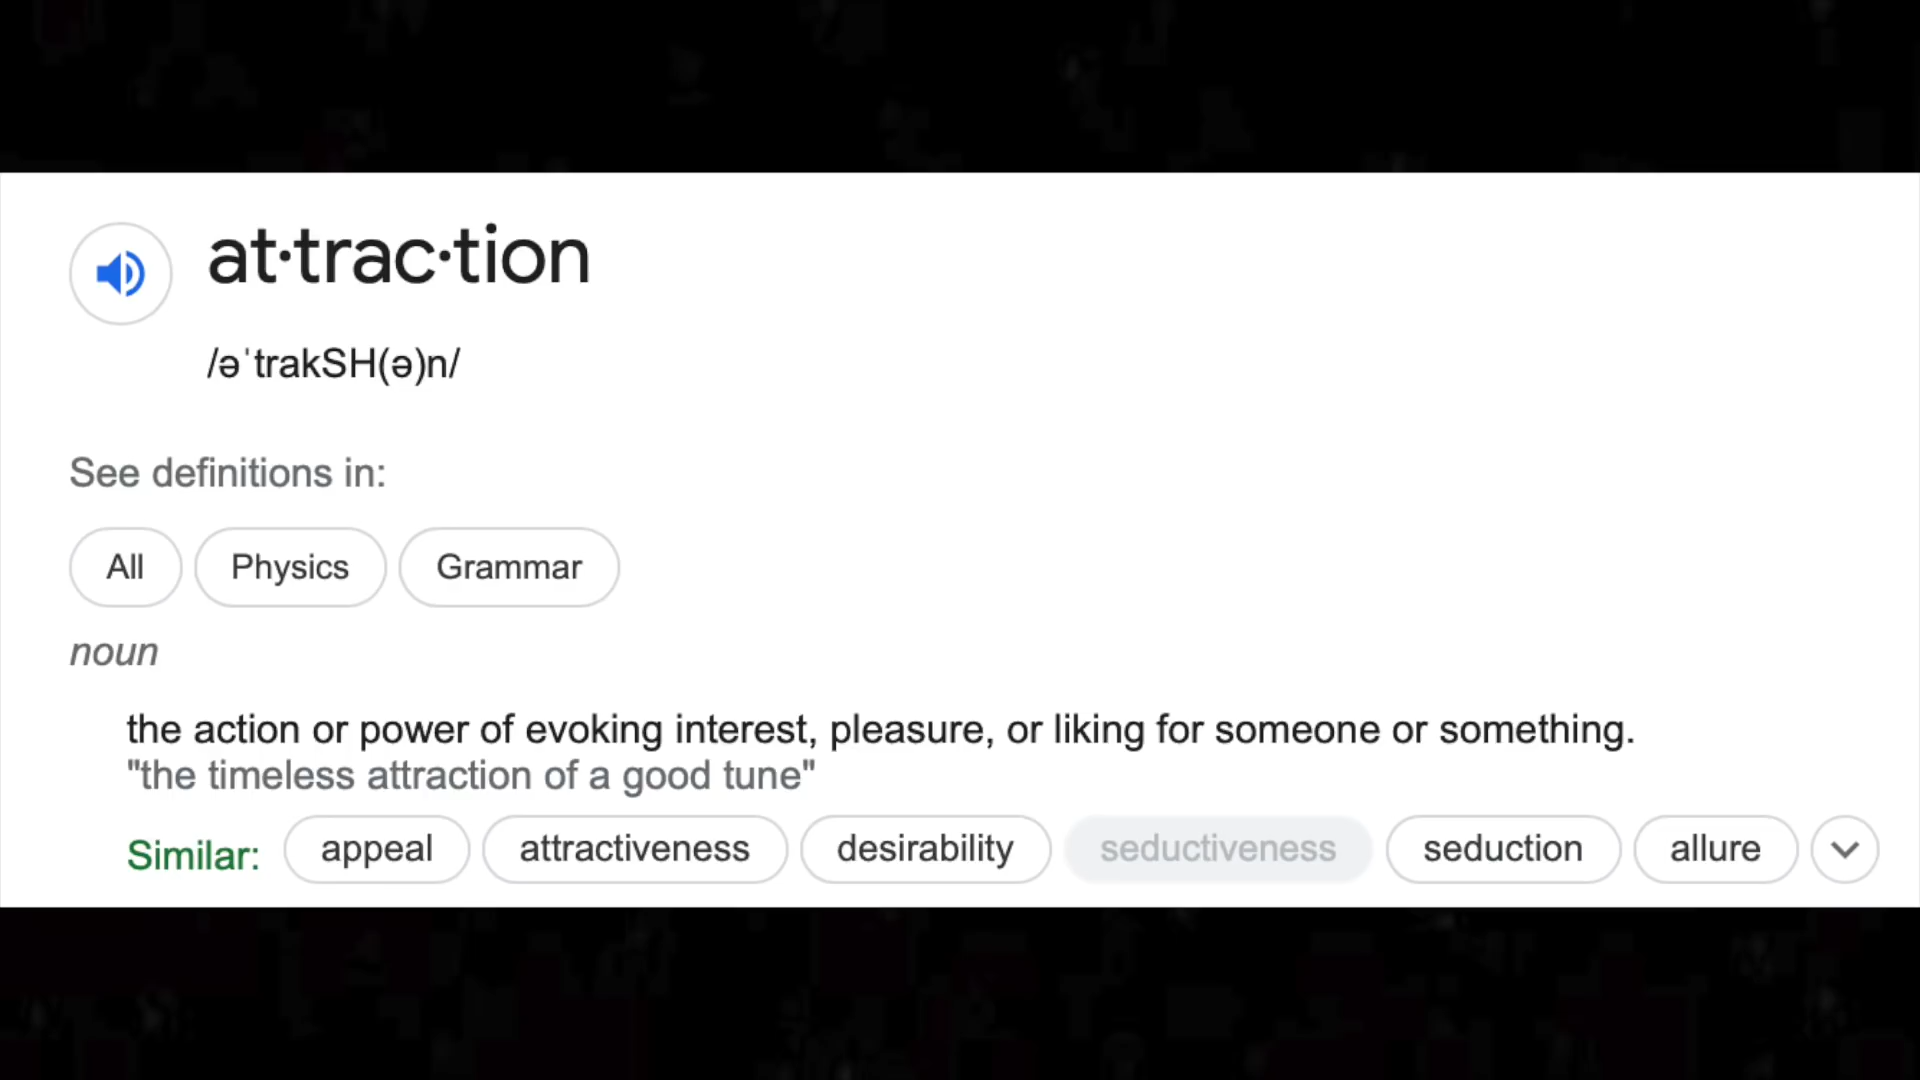 at·trac·tion
/əˈtrakSH(ə)n/
See definitions in:
All Physics Grammar
noun
the action or power of evoking interest, pleasure, or liking for someone or something.
"the timeless attraction of a good tune"
Similar: appeal attractiveness desirability seductiveness seduction allure